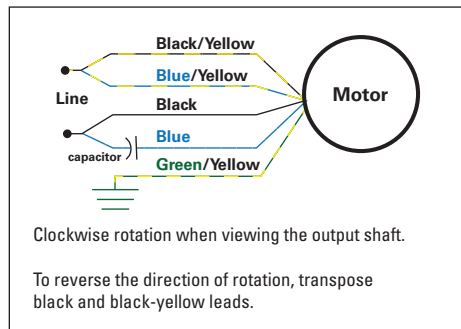 Black/Yellow
Blue/Yellow
Line
Motor
Black
Blue
capacitor
Green/Yellow
Clockwise rotation when viewing the output shaft.
To reverse the direction of rotation, transpose
black and black-yellow leads.